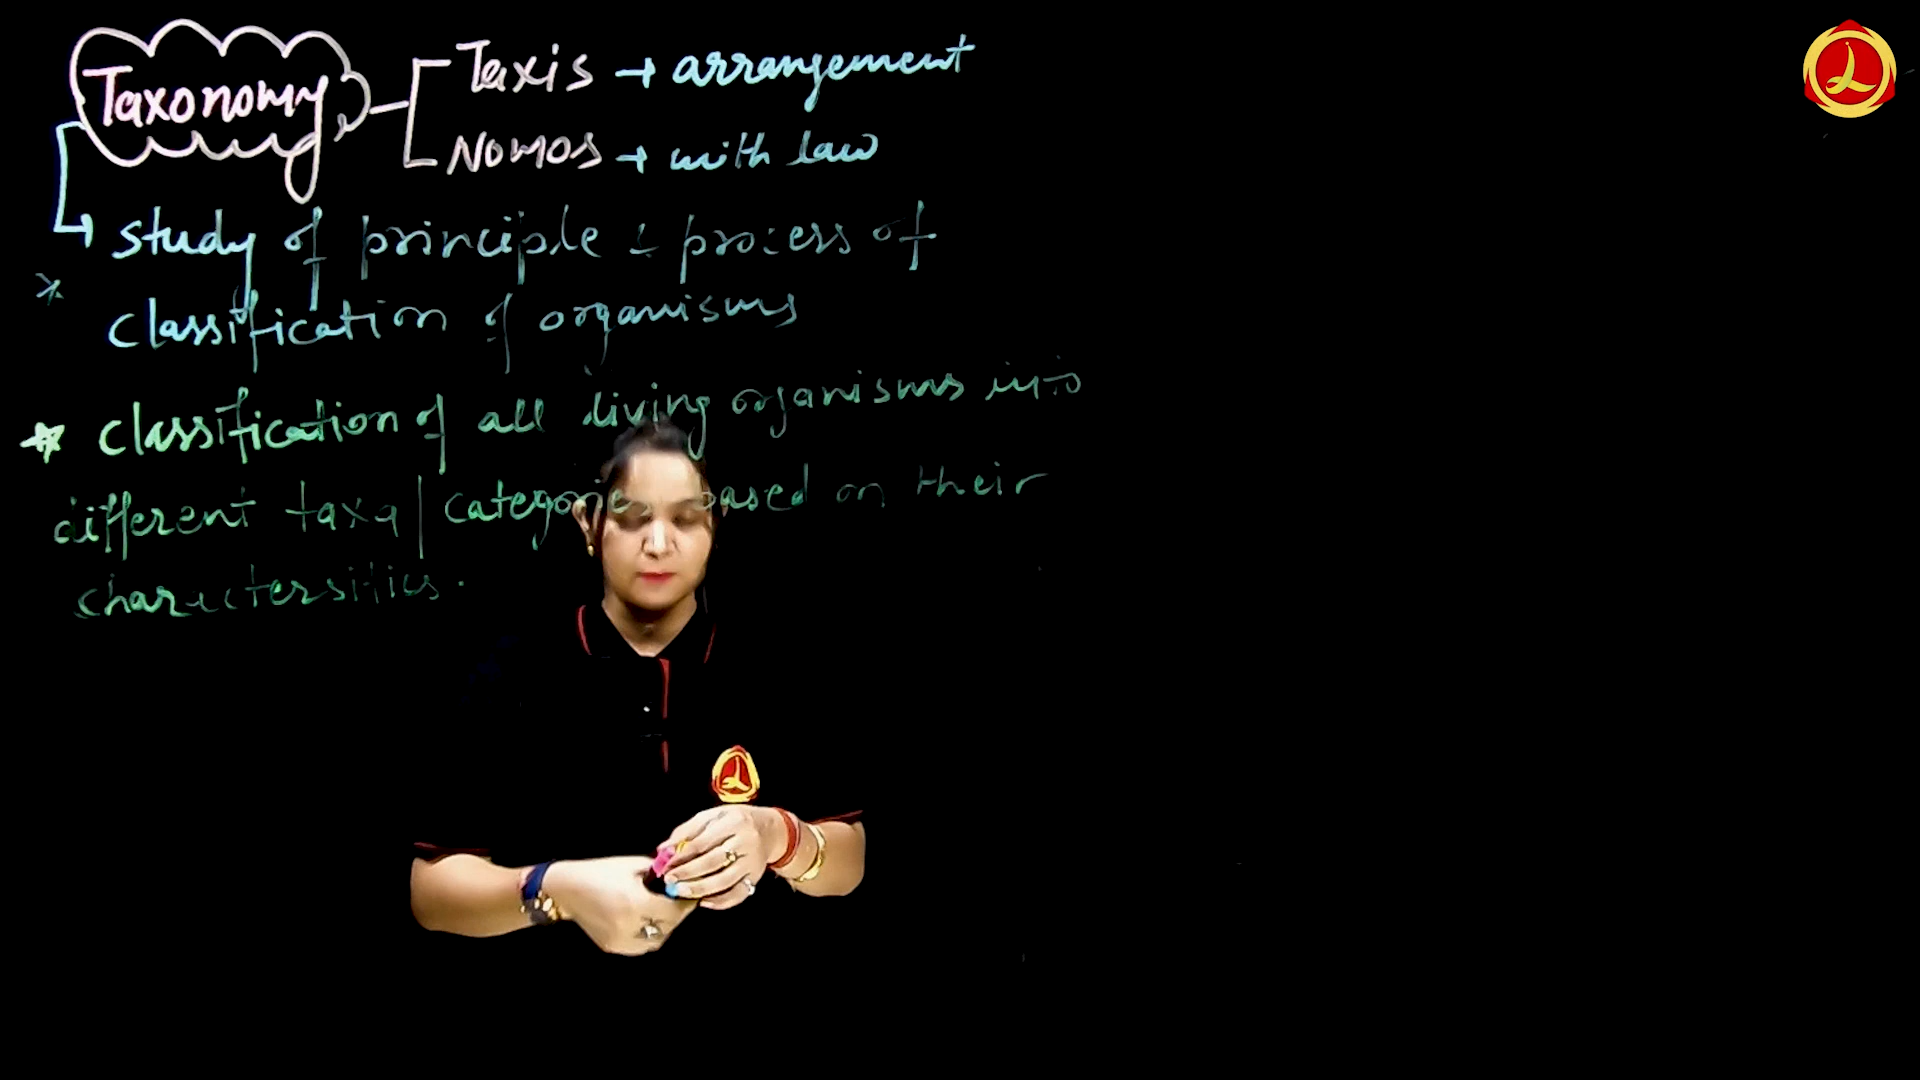 Taxonomy
Taxis → arrangement
Nomos → with law
study of principle & process of
classification of organisms
classification of all living organisms into
different taxa/categories based on their
charactersitics.